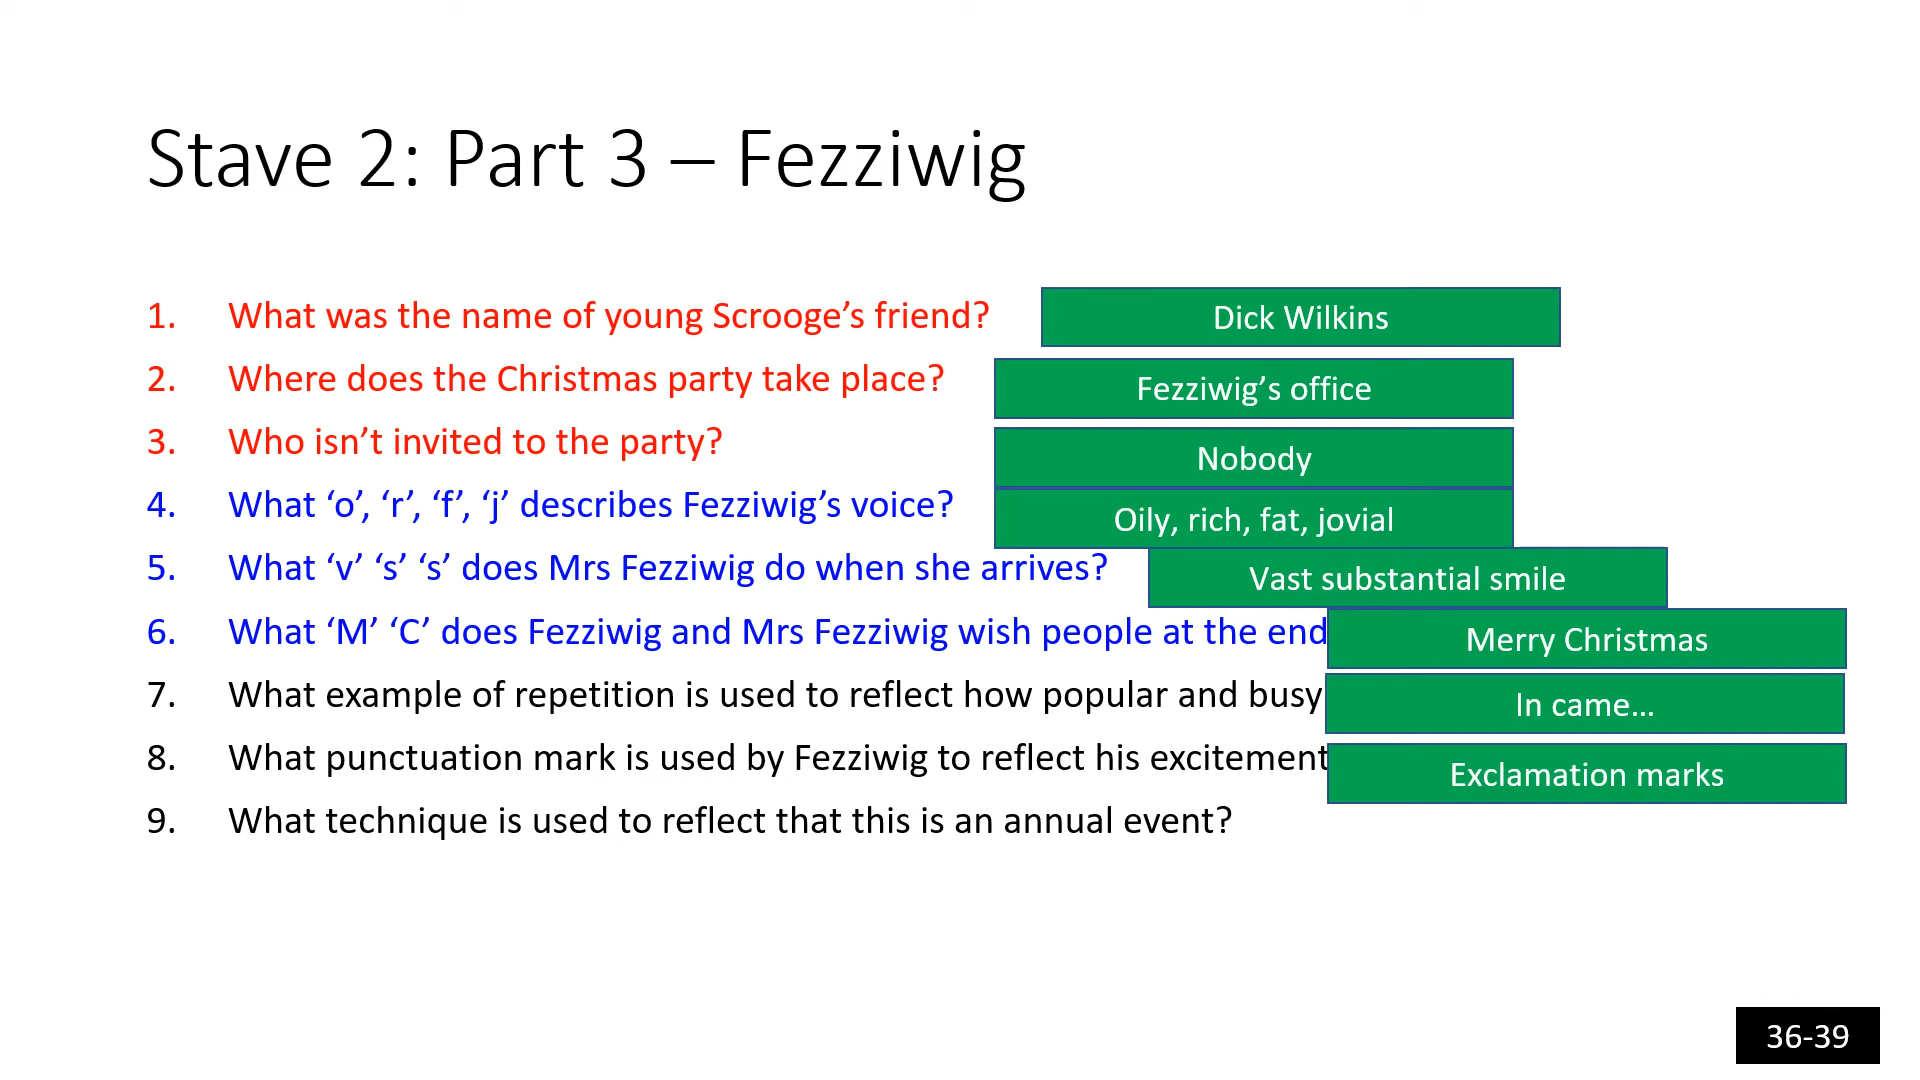 Stave 2: Part 3 – Fezziwig
1. What was the name of young Scrooge’s friend? Dick Wilkins
2. Where does the Christmas party take place? Fezziwig’s office
3. Who isn’t invited to the party? Nobody
4. What ‘o’, ‘r’, ‘f’, ‘j’ describes Fezziwig’s voice? Oily, rich, fat, jovial
5. What ‘v’ ‘s’ ‘s’ does Mrs Fezziwig do when she arrives? Vast substantial smile
6. What ‘M’ ‘C’ does Fezziwig and Mrs Fezziwig wish people at the end Merry Christmas
7. What example of repetition is used to reflect how popular and busy In came…
8. What punctuation mark is used by Fezziwig to reflect his excitement Exclamation marks
9. What technique is used to reflect that this is an annual event?
36-39